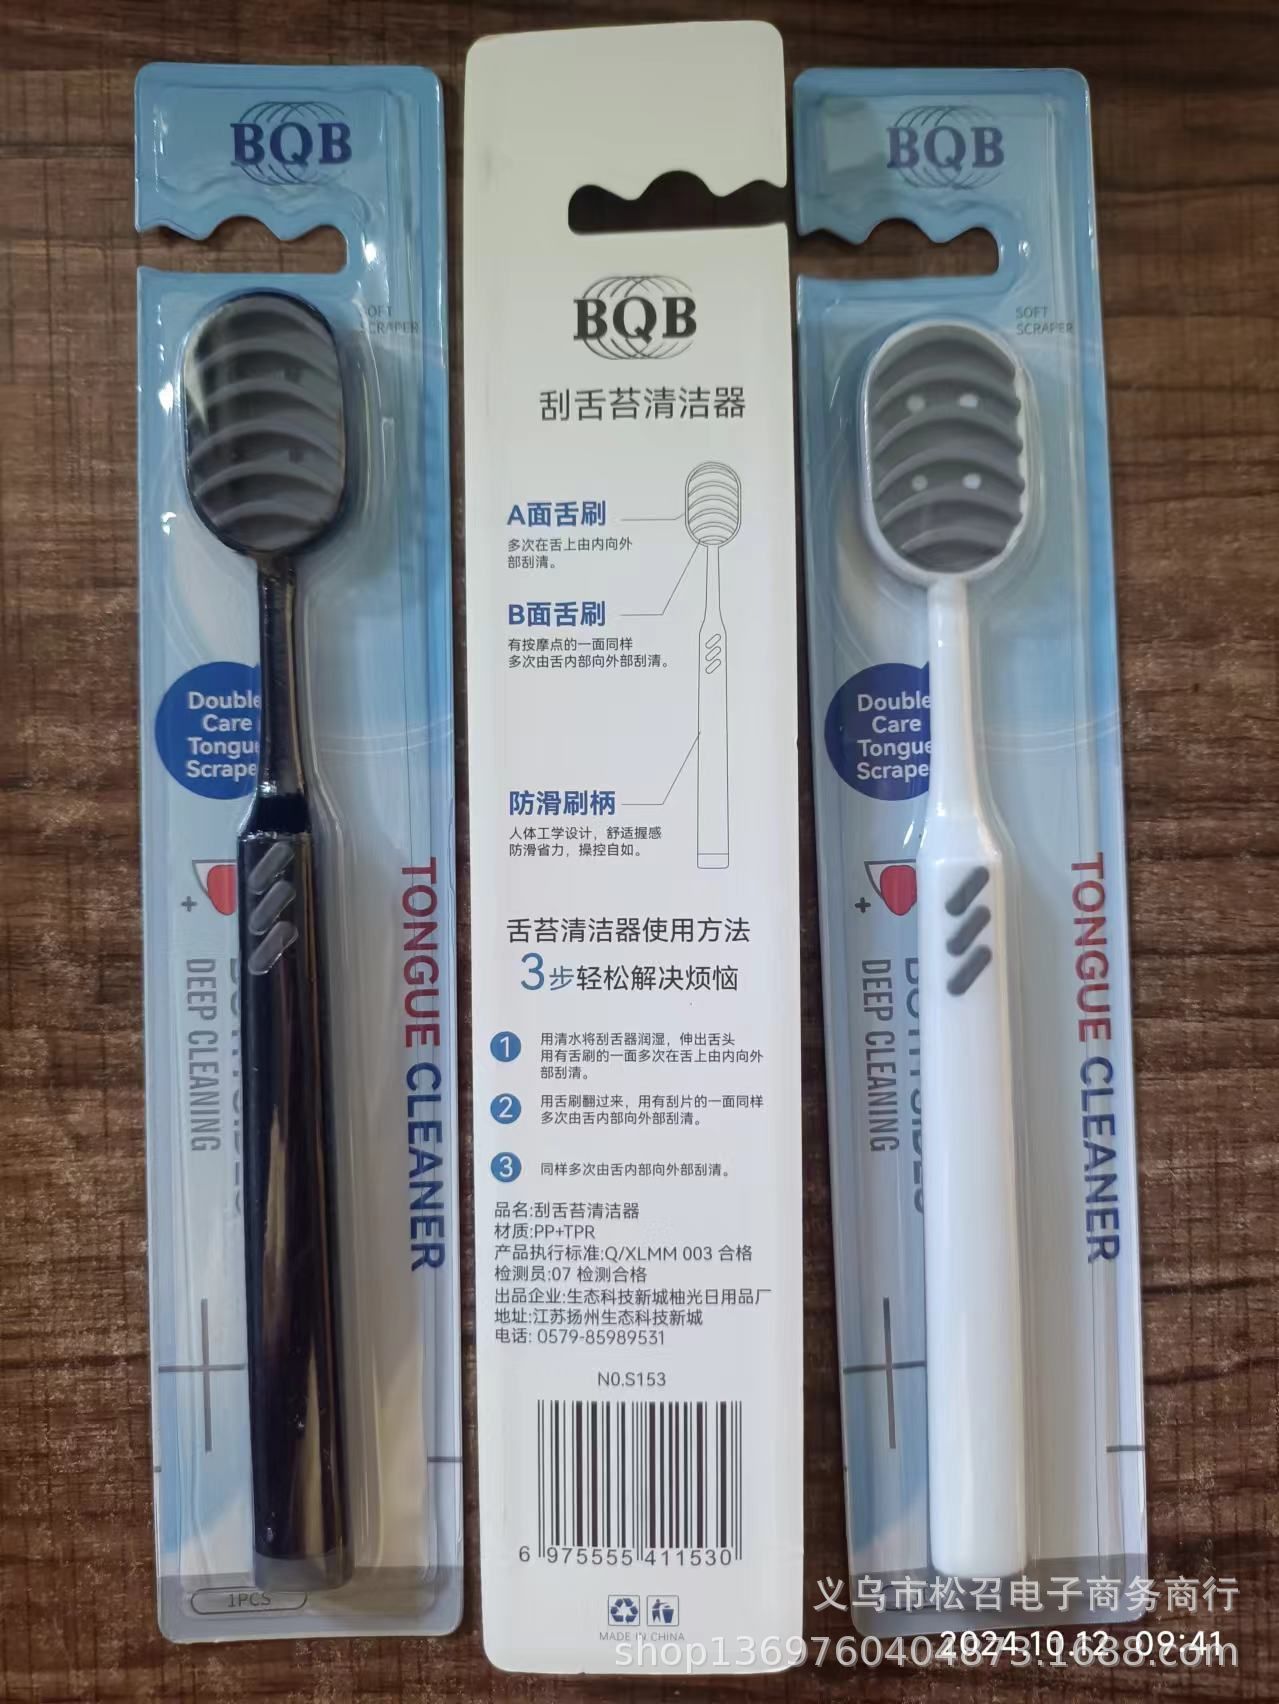 BQB
SOFT
SCRAPER
Double
Care
Tongue
Scrape
+
BOTH SIDES
DEEP CLEANING
TONGUE CLEANER
1PCS
BQB
刮舌苔清洁器
A面舌刷
多次在舌上由内向外
部刮清。
B面舌刷
有按摩点的一面同样
多次由舌内部向外部刮清。
防滑刷柄
人体工学设计，舒适握感
防滑省力，操控自如。
舌苔清洁器使用方法
3步轻松解决烦恼
1 用清水将刮舌器润湿，伸出舌头
用有舌刷的一面多次在舌上由内向外
部刮清。
2 用舌刷翻过来，用有刮片的一面同样
多次由舌内部向外部刮清。
3 同样多次由舌内部向外部刮清。
品名:刮舌苔清洁器
材质:PP+TPR
产品执行标准:Q/XLMM 003 合格
检测员:07 检测合格
出品企业:生态科技新城柚光日用品厂
地址:江苏扬州生态科技新城
电话: 0579-85989531
NO.S153
6 975555 411530
MADE IN CHINA
BQB
SOFT
SCRAPER
Double
Care
Tongue
Scrape
+
BOTH SIDES
DEEP CLEANING
TONGUE CLEANER
义乌市松召电子商务商行
shop1369760404873.1688.com
2024.10.12 09:41